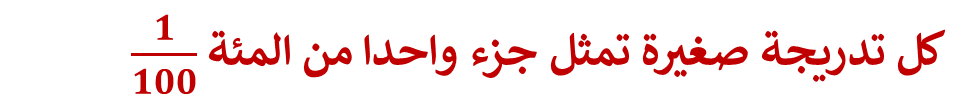 كل تدريجة صغيرة تمثل جزء واحدا من المئة 1/100